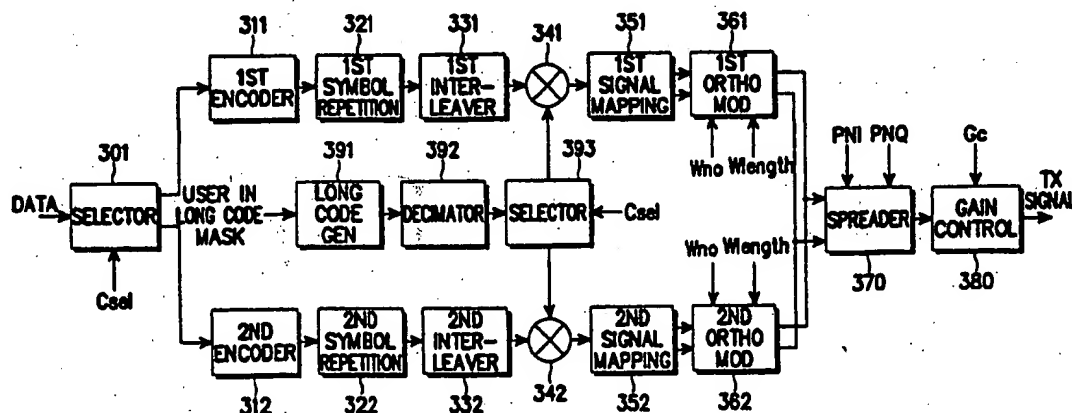 311
321
331
341
351
361
1ST
ENCODER
1ST
SYMBOL
REPETITION
1ST
INTER-
LEAVER
1ST
SIGNAL
MAPPING
1ST
ORTHO
MOD
301
391
392
393
Wno Wlength
PNI PNQ
Gc
DATA
SELECTOR
USER IN
LONG CODE
MASK
LONG
CODE
GEN
DECIMATOR
SELECTOR
Csel
SPREADER
GAIN
CONTROL
TX
SIGNAL
Csel
Wno Wlength
370
380
2ND
ENCODER
2ND
SYMBOL
REPETITION
2ND
INTER-
LEAVER
2ND
SIGNAL
MAPPING
2ND
ORTHO
MOD
312
322
332
342
352
362